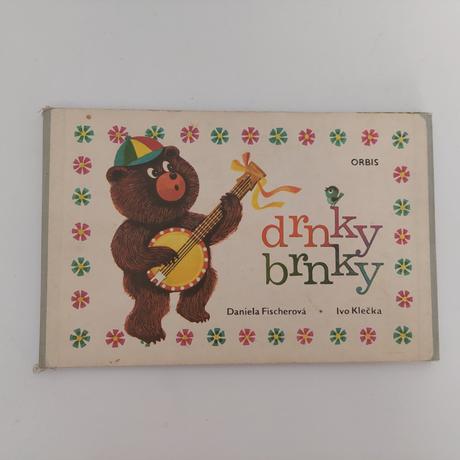 ORBIS
drnky
brnky
Daniela Fischerová • Ivo Klečka